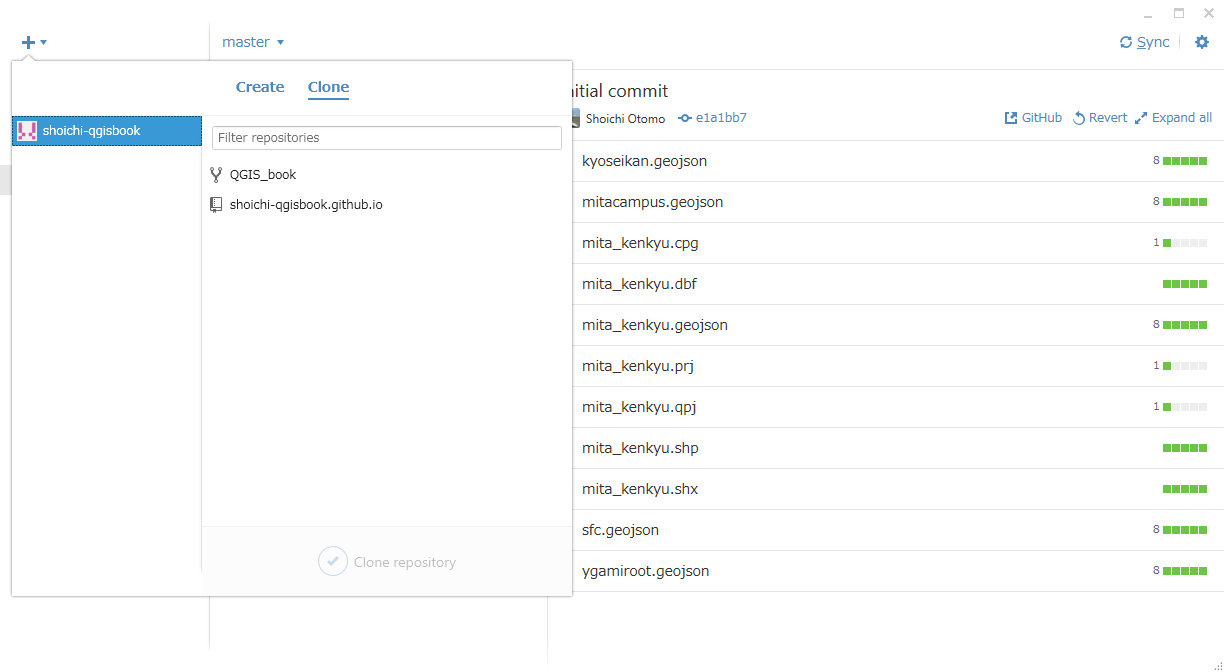 master
Sync
Create
Clone
shoichi-qgisbook
Filter repositories
QGIS_book
shoichi-qgisbook.github.io
Clone repository
nitial commit
Shoichi Otomo
e1a1bb7
GitHub
Revert
Expand all
kyoseikan.geojson
8
mitacampus.geojson
8
mita_kenkyu.cpg
1
mita_kenkyu.dbf
mita_kenkyu.geojson
8
mita_kenkyu.prj
1
mita_kenkyu.qpj
1
mita_kenkyu.shp
mita_kenkyu.shx
sfc.geojson
8
ygamiroot.geojson
8